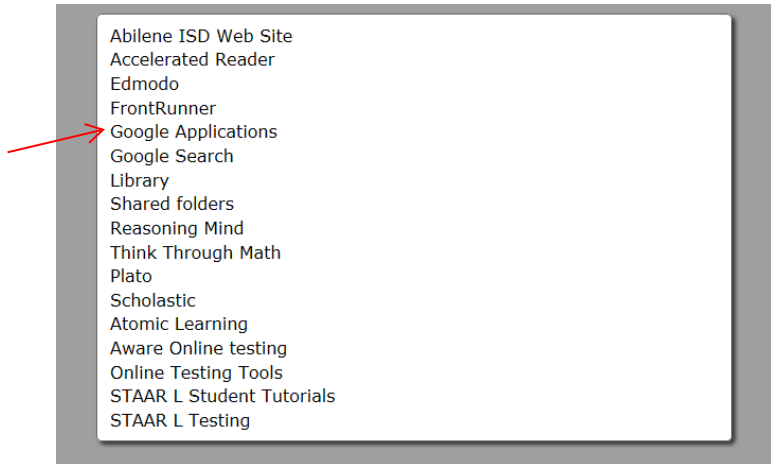 Abilene ISD Web Site
Accelerated Reader
Edmodo
FrontRunner
Google Applications
Google Search
Library
Shared folders
Reasoning Mind
Think Through Math
Plato
Scholastic
Atomic Learning
Aware Online testing
Online Testing Tools
STAAR L Student Tutorials
STAAR L Testing